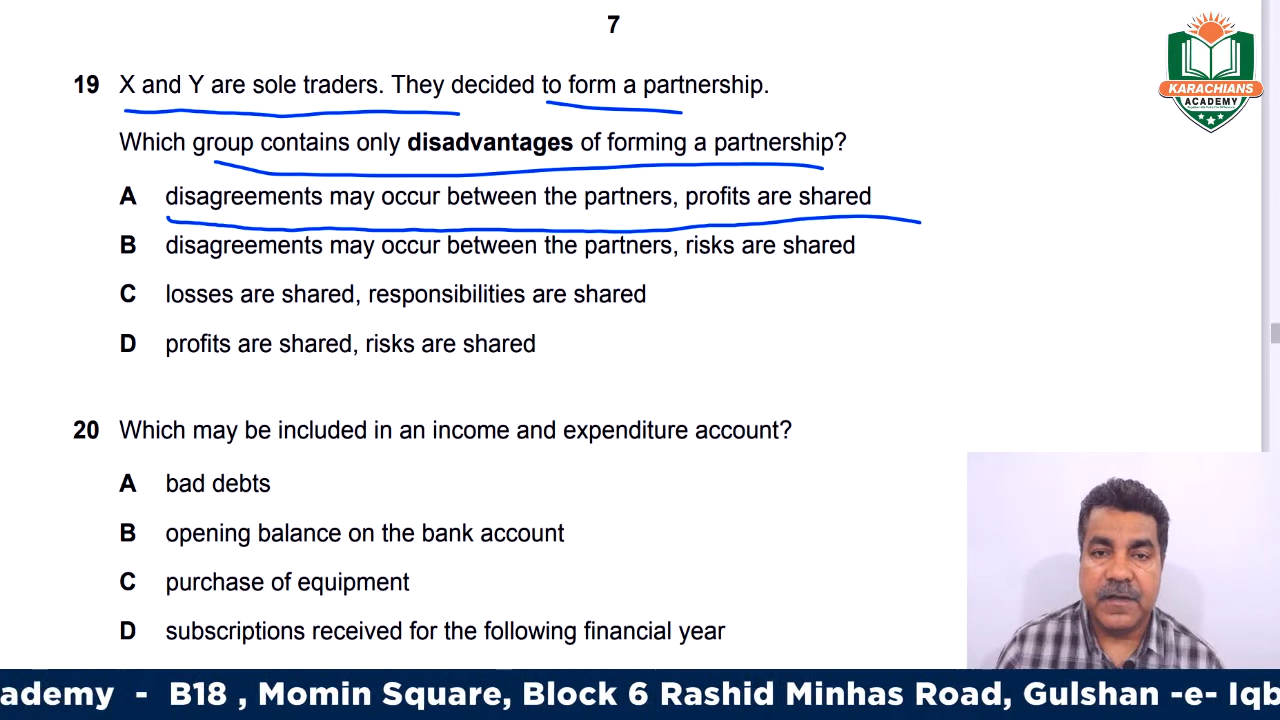 7
KARACHIANS
ACADEMY
19 X and Y are sole traders. They decided to form a partnership.
Which group contains only disadvantages of forming a partnership?
A disagreements may occur between the partners, profits are shared
B disagreements may occur between the partners, risks are shared
C losses are shared, responsibilities are shared
D profits are shared, risks are shared
20 Which may be included in an income and expenditure account?
A bad debts
B opening balance on the bank account
C purchase of equipment
D subscriptions received for the following financial year
ademy - B18 , Momin Square, Block 6 Rashid Minhas Road, Gulshan -e- Iqb